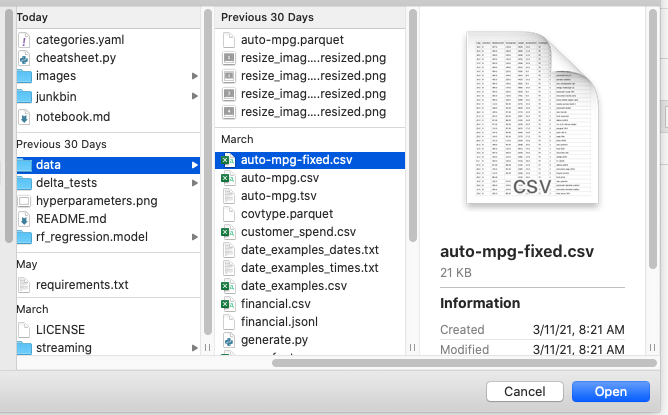 Today
categories.yaml
cheatsheet.py
images
junkbin
notebook.md
Previous 30 Days
data
delta_tests
hyperparameters.png
README.md
rf_regression.model
May
requirements.txt
March
LICENSE
streaming
Previous 30 Days
auto-mpg.parquet
resize_imag....resized.png
resize_imag....resized.png
resize_imag....resized.png
resize_imag....resized.png
March
auto-mpg-fixed.csv
auto-mpg.csv
auto-mpg.tsv
covtype.parquet
customer_spend.csv
date_examples_dates.txt
date_examples_times.txt
date_examples.csv
financial.csv
financial.jsonl
generate.py
CSV
auto-mpg-fixed.csv
21 KB
Information
Created 3/11/21, 8:21 AM
Modified 3/11/21, 8:21 AM
Cancel
Open